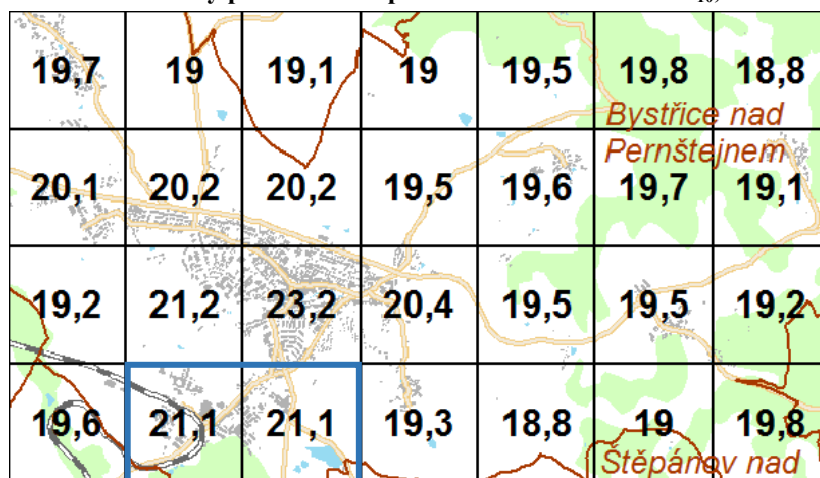 19,7 19 19,1 19 19,5 19,8 18,8
Bystřice nad
Pernštejnem
20,1 20,2 20,2 19,5 19,6 19,7 19,1
19,2 21,2 23,2 20,4 19,5 19,5 19,2
19,6 21,1 21,1 19,3 18,8 19 19,8
Štěpánov nad